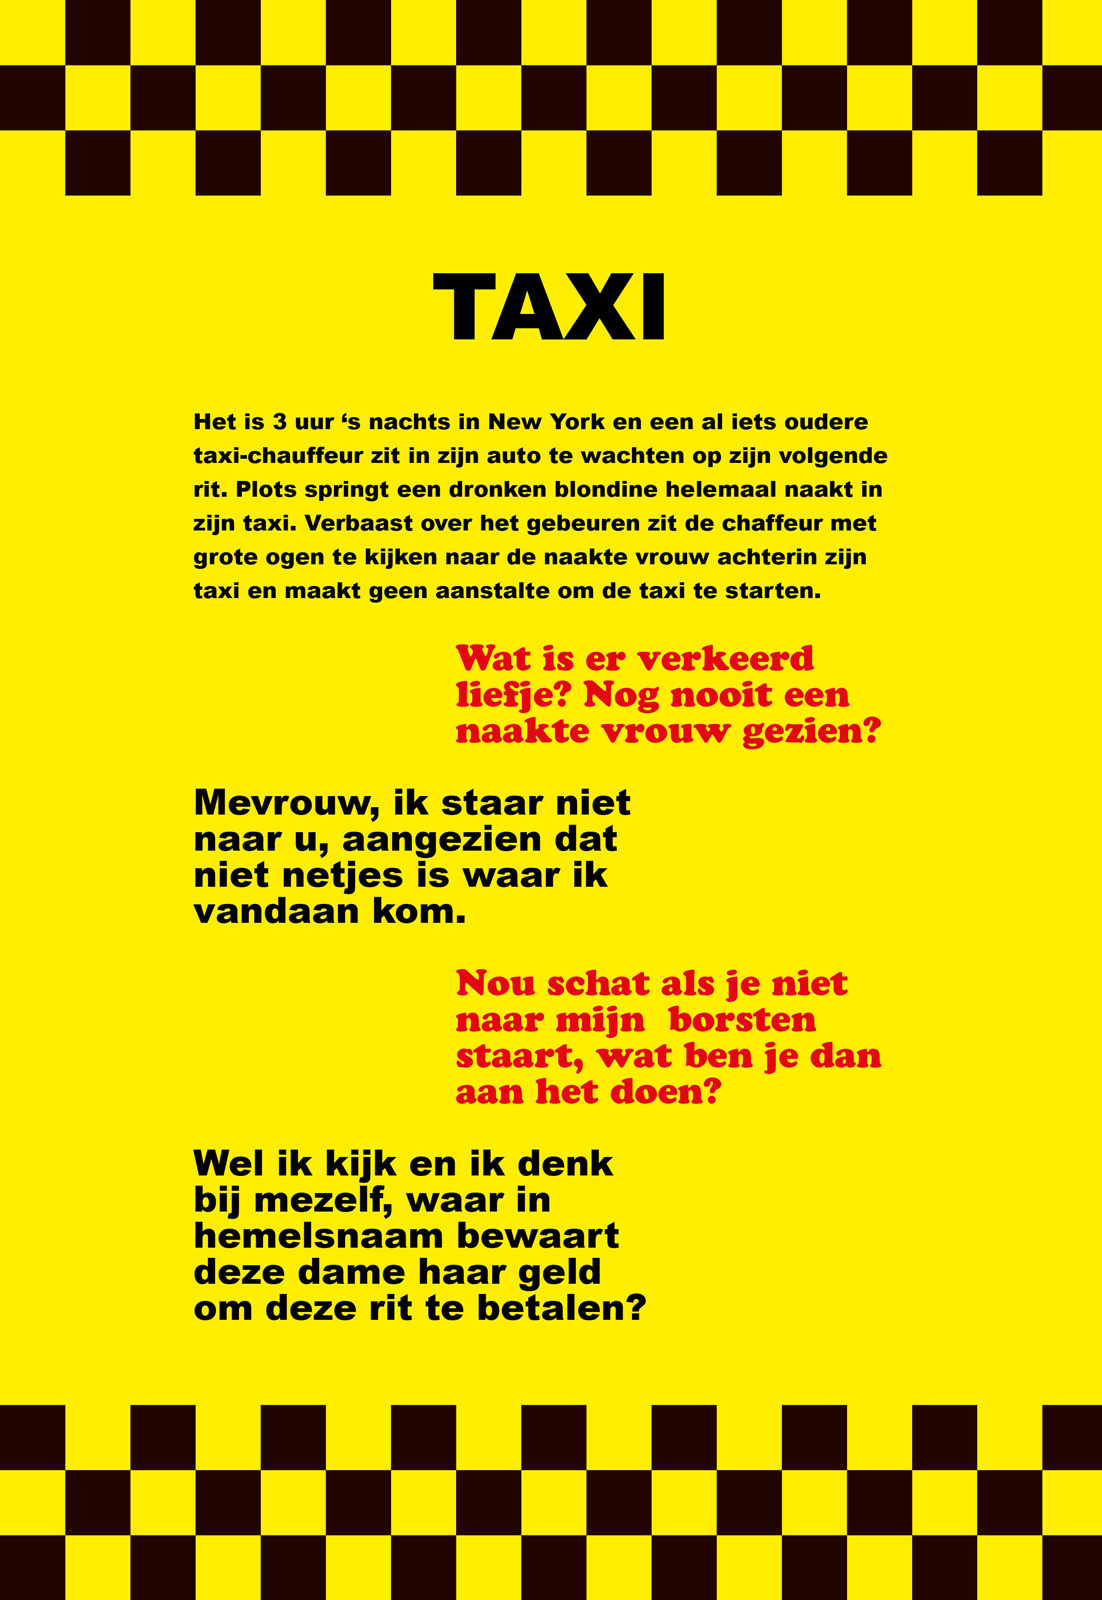 TAXI
Het is 3 uur ‘s nachts in New York en een al iets oudere
taxi-chauffeur zit in zijn auto te wachten op zijn volgende
rit. Plots springt een dronken blondine helemaal naakt in
zijn taxi. Verbaast over het gebeuren zit de chaffeur met
grote ogen te kijken naar de naakte vrouw achterin zijn
taxi en maakt geen aanstalte om de taxi te starten.
Wat is er verkeerd
liefje? Nog nooit een
naakte vrouw gezien?
Mevrouw, ik staar niet
naar u, aangezien dat
niet netjes is waar ik
vandaan kom.
Nou schat als je niet
naar mijn  borsten
staart, wat ben je dan
aan het doen?
Wel ik kijk en ik denk
bij mezelf, waar in
hemelsnaam bewaart
deze dame haar geld
om deze rit te betalen?